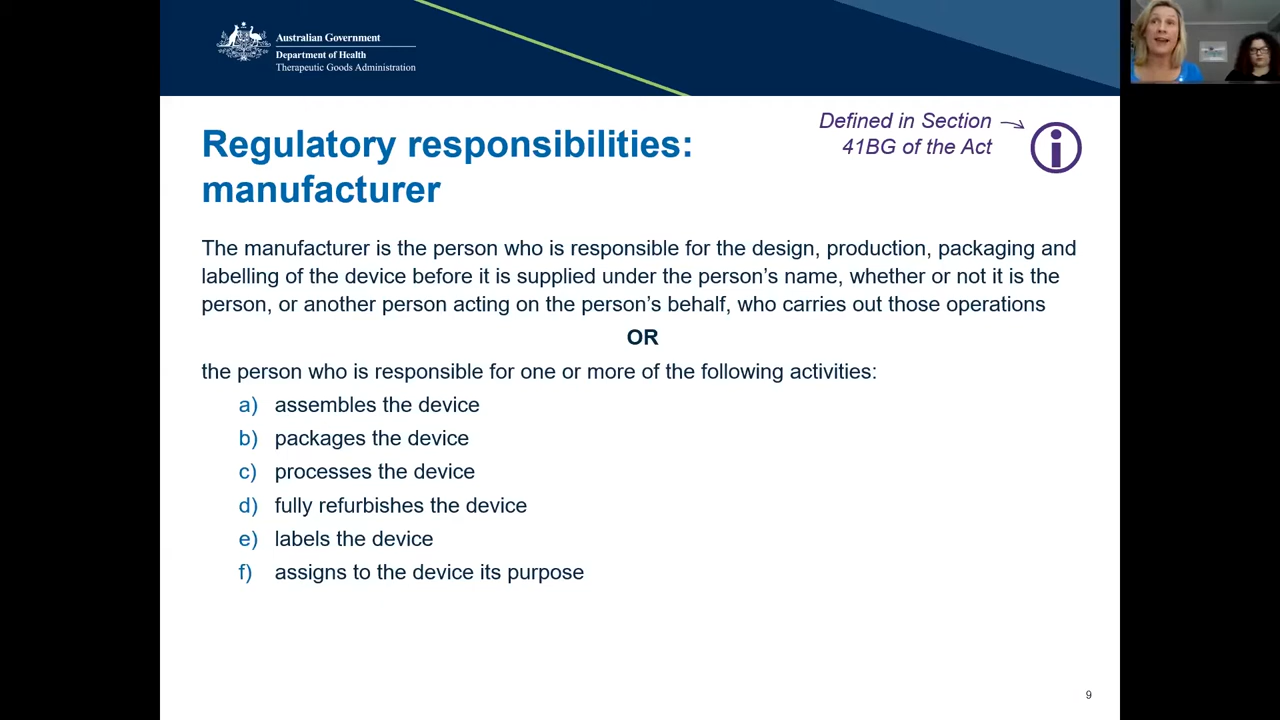 Australian Government
Department of Health
Therapeutic Goods Administration
Defined in Section
41BG of the Act
Regulatory responsibilities:
manufacturer
The manufacturer is the person who is responsible for the design, production, packaging and
labelling of the device before it is supplied under the person's name, whether or not it is the
person, or another person acting on the person's behalf, who carries out those operations
OR
the person who is responsible for one or more of the following activities:
a) assembles the device
b) packages the device
c) processes the device
d) fully refurbishes the device
e) labels the device
f) assigns to the device its purpose
9